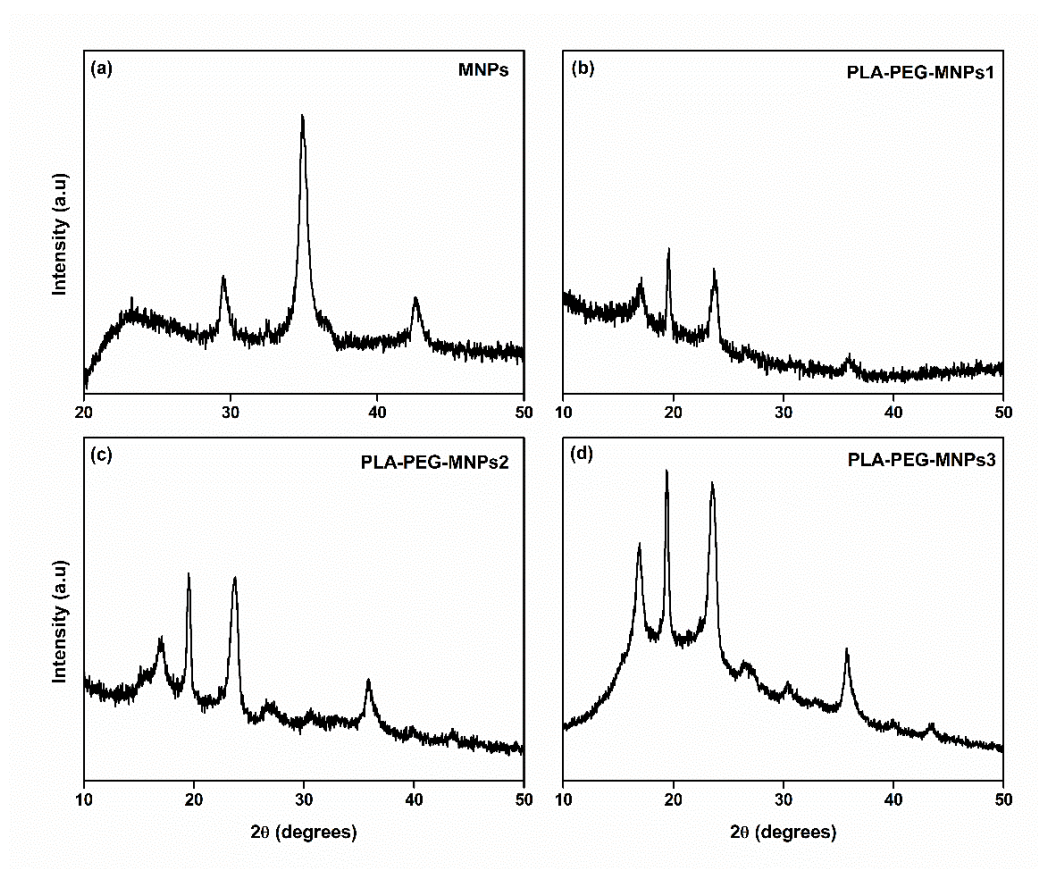 (a) MNPs
Intensity (a.u)
20 30 40 50
(b) PLA-PEG-MNPs1
10 20 30 40 50
(c) PLA-PEG-MNPs2
Intensity (a.u)
10 20 30 40 50
2θ (degrees)
(d) PLA-PEG-MNPs3
10 20 30 40 50
2θ (degrees)